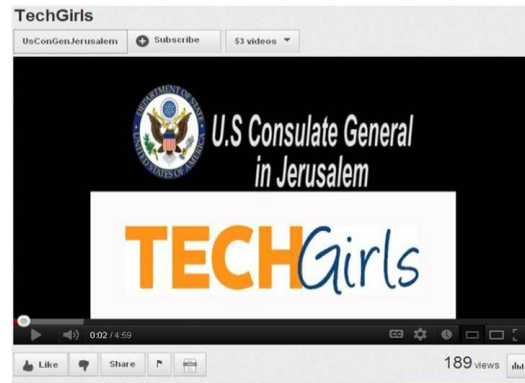 TechGirls
UsConGenJerusalem Subscribe 53 videos
DEPARTMENT OF STATE
UNITED STATES OF AMERICA
U.S Consulate General
in Jerusalem
TECHGirls
0:02 / 4:59 CC
Like Share 189 views